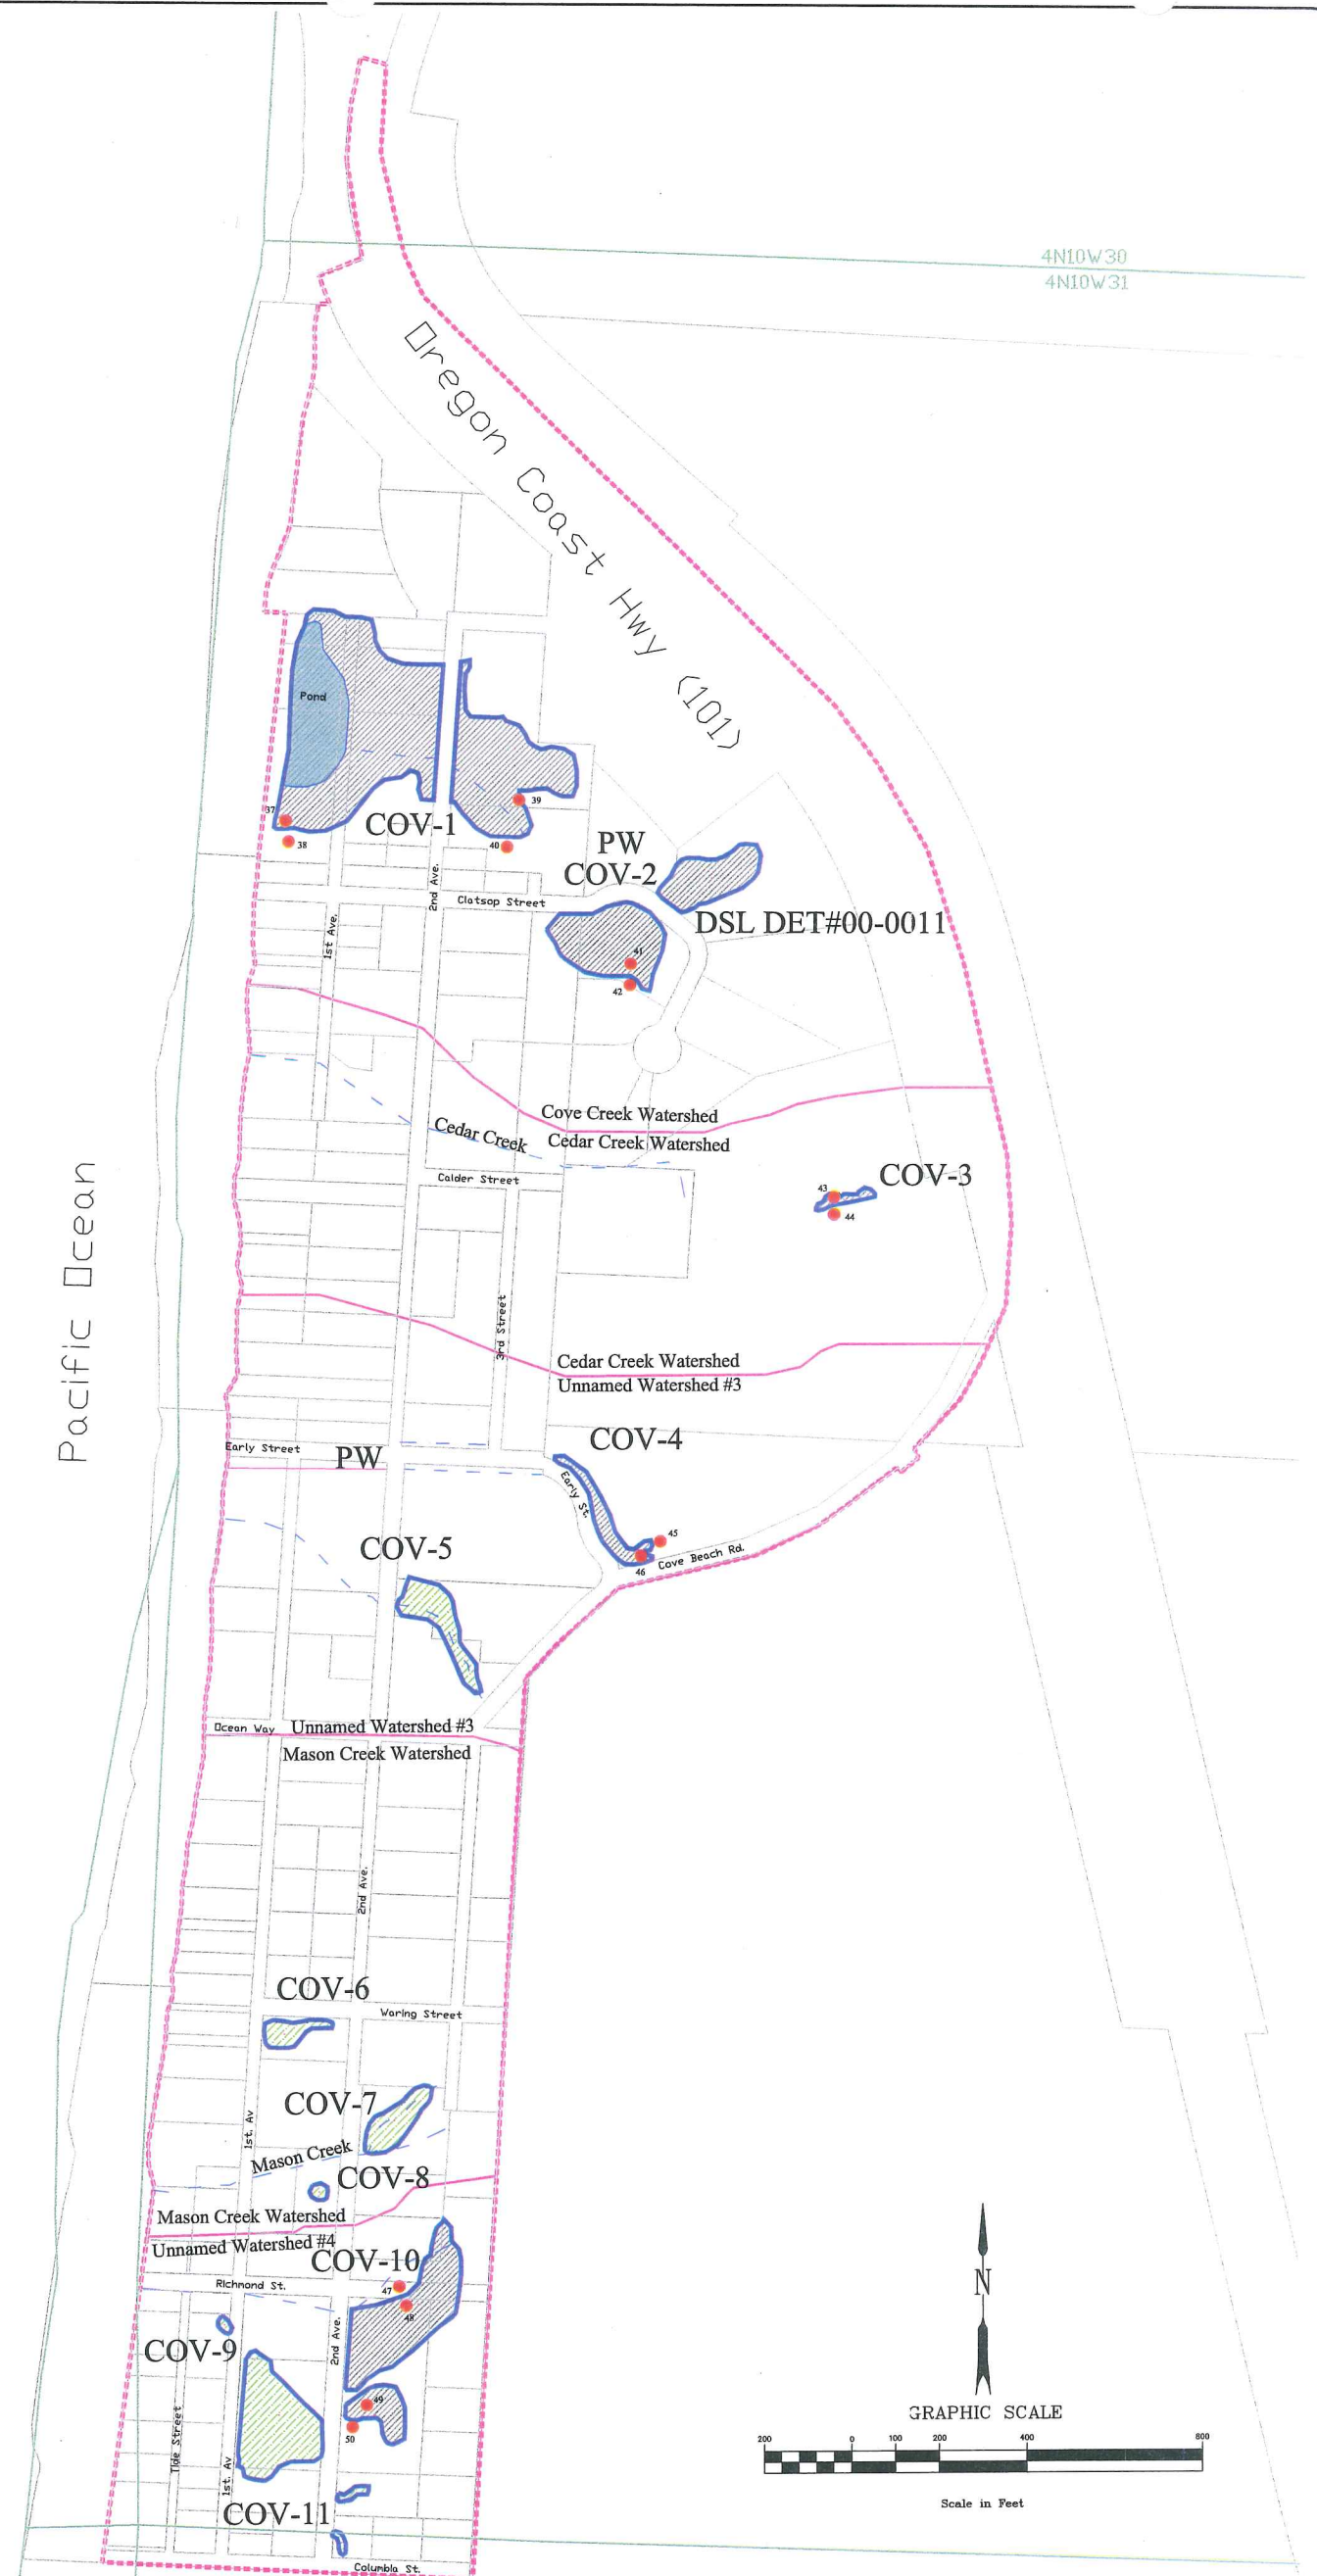 4N10W30
4N10W31
Oregon Coast Hwy (101)
Pond
37
38
COV-1
39
40
PW
COV-2
2nd Ave.
Clatsop Street
1st Ave.
DSL DET#00-0011
41
42
Cove Creek Watershed
Cedar Creek
Cedar Creek Watershed
Calder Street
COV-3
43
44
Pacific Ocean
3rd Street
Cedar Creek Watershed
Unnamed Watershed #3
COV-4
Early Street
PW
Early St.
45
46
Cove Beach Rd.
COV-5
Ocean Way
Unnamed Watershed #3
Mason Creek Watershed
2nd Ave.
COV-6
Waring Street
COV-7
1st. Av
Mason Creek
COV-8
Mason Creek Watershed
Unnamed Watershed #4
COV-10
Richmond St.
47
48
COV-9
2nd Ave.
49
50
Tide Street
1st. Av
COV-11
Columbia St.
N
GRAPHIC SCALE
200 0 100 200 400 800
Scale in Feet